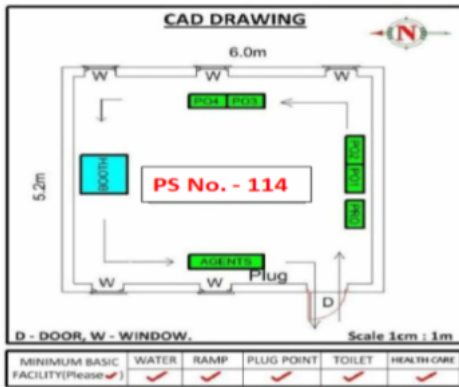 CAD DRAWING
N
6.0m
W W W
PO4 PO3
5.2m
BOOTH
PS No. - 114
PO2
PO1
PRO
AGENTS
Plug
W W
D
D - DOOR, W - WINDOW. Scale 1cm : 1m
MINIMUM BASIC FACILITY(Please✓) WATER RAMP PLUG POINT TOILET HEALTH CARE